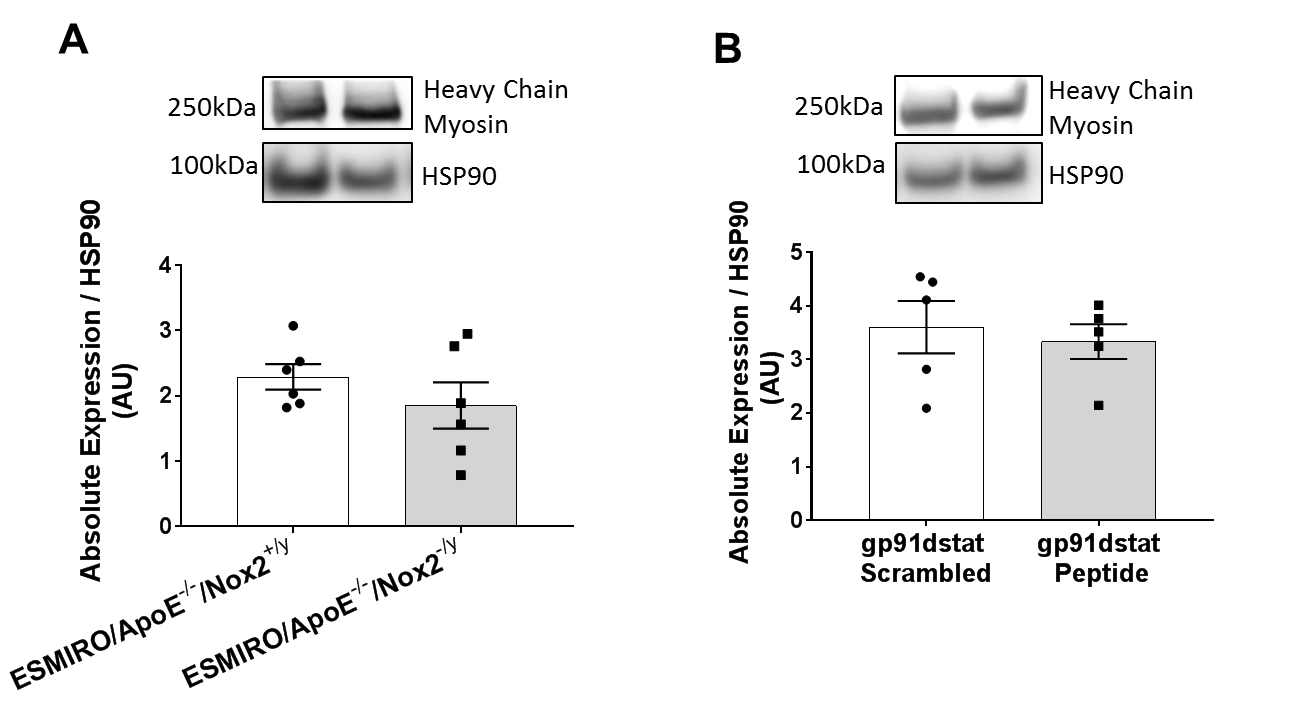 A
250kDa
Heavy Chain
Myosin
100kDa
HSP90
Absolute Expression / HSP90
(AU)
4
3
2
1
0
ESMIRO/ApoE-/-/Nox2+/y
ESMIRO/ApoE-/-/Nox2-/y
B
250kDa
Heavy Chain
Myosin
100kDa
HSP90
Absolute Expression / HSP90
(AU)
5
4
3
2
1
0
gp91dstat
Scrambled
gp91dstat
Peptide